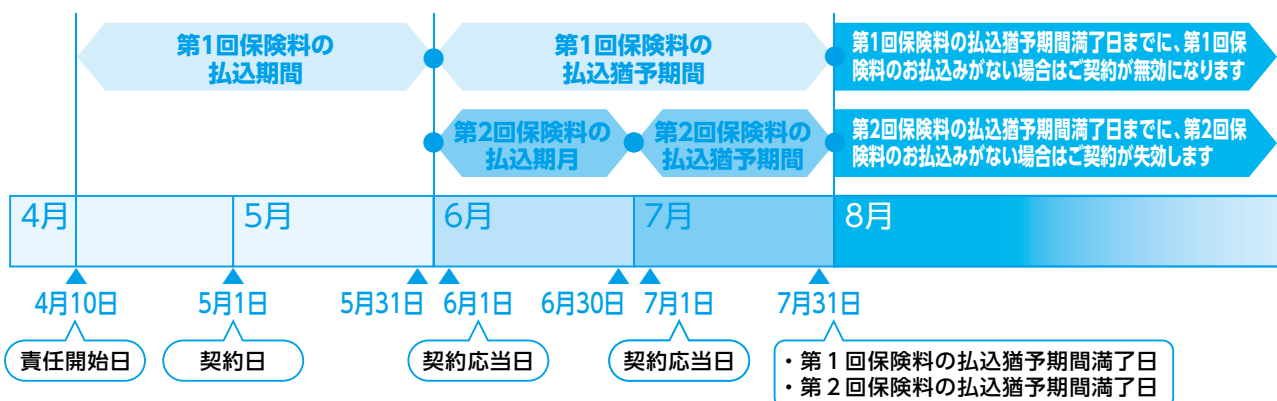 第1回保険料の
払込期間
第1回保険料の
払込猶予期間
第1回保険料の払込猶予期間満了日までに、第1回保
険料のお払込みがない場合はご契約が無効になります
第2回保険料の
払込期月
第2回保険料の
払込猶予期間
第2回保険料の払込猶予期間満了日までに、第2回保
険料のお払込みがない場合はご契約が失効します
4月
5月
6月
7月
8月
4月10日
5月1日
5月31日
6月1日
6月30日
7月1日
7月31日
責任開始日
契約日
契約応当日
契約応当日
・第1回保険料の払込猶予期間満了日
・第2回保険料の払込猶予期間満了日